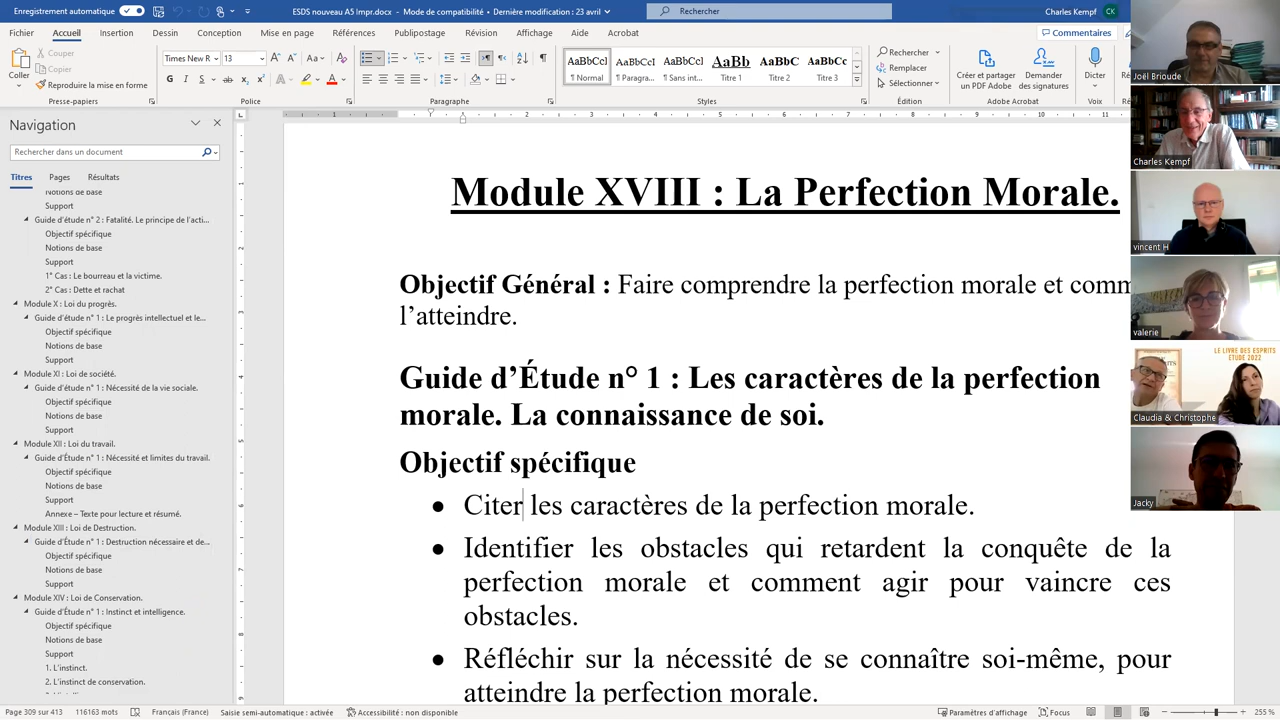 Enregistrement automatique
ESDS nouveau A5 Impr.docx - Mode de compatibilité • Dernière modification : 23 avril
Rechercher
Charles Kempf
CK
Fichier Accueil Insertion Dessin Conception Mise en page Références Publipostage Révision Affichage Aide Acrobat
Commentaires
Coller
Couper
Copier
Reproduire la mise en forme
Presse-papiers
Times New R 13
Police
Paragraphe
AaBbCcI AaBbCcI AaBbCcI AaBb AaBbC AaBbCc
¶ Normal ¶ Paragra... ¶ Sans int... Titre 1 Titre 2 Titre 3
Styles
Rechercher
Remplacer
Sélectionner
Édition
Créer et partager
un PDF Adobe
Demander
des signatures
Adobe Acrobat
Dicter
Voix
Navigation
Rechercher dans un document
Titres Pages Résultats
Notions de base
Support
Guide d'étude n° 2 : Fatalité. Le principe de l'acti...
Objectif spécifique
Notions de base
Support
1° Cas : Le bourreau et la victime.
2° Cas : Dette et rachat
Module X : Loi du progrès.
Guide d'étude n° 1 : Le progrès intellectuel et le...
Objectif spécifique
Notions de base
Support
Module XI : Loi de société.
Guide d'étude n° 1 : Nécessité de la vie sociale.
Objectif spécifique
Notions de base
Support
Module XII : Loi du travail.
Guide d'Étude n° 1 : Nécessité et limites du travail.
Objectif spécifique
Notions de base
Support
Annexe – Texte pour lecture et résumé.
Module XIII : Loi de Destruction.
Guide d'Étude n° 1 : Destruction nécessaire et de...
Objectif spécifique
Notions de base
Support
Module XIV : Loi de Conservation.
Guide d'Étude n° 1 : Instinct et intelligence.
Objectif spécifique
Notions de base
Support
1. L'instinct.
2. L'instinct de conservation.
Module XVIII : La Perfection Morale.
Objectif Général : Faire comprendre la perfection morale et comm
l'atteindre.
Guide d'Étude n° 1 : Les caractères de la perfection
morale. La connaissance de soi.
Objectif spécifique
● Citer les caractères de la perfection morale.
● Identifier les obstacles qui retardent la conquête de la
perfection morale et comment agir pour vaincre ces
obstacles.
● Réfléchir sur la nécessité de se connaître soi-même, pour
atteindre la perfection morale.
Joël Brioude
Charles Kempf
vincent H
valerie
LE LIVRE DES ESPRITS
ETUDE 2022
Claudia & Christophe
Jacky
Page 309 sur 413 116163 mots Français (France) Saisie semi-automatique : activée Accessibilité : non disponible
Paramètres d'affichage Focus 255 %